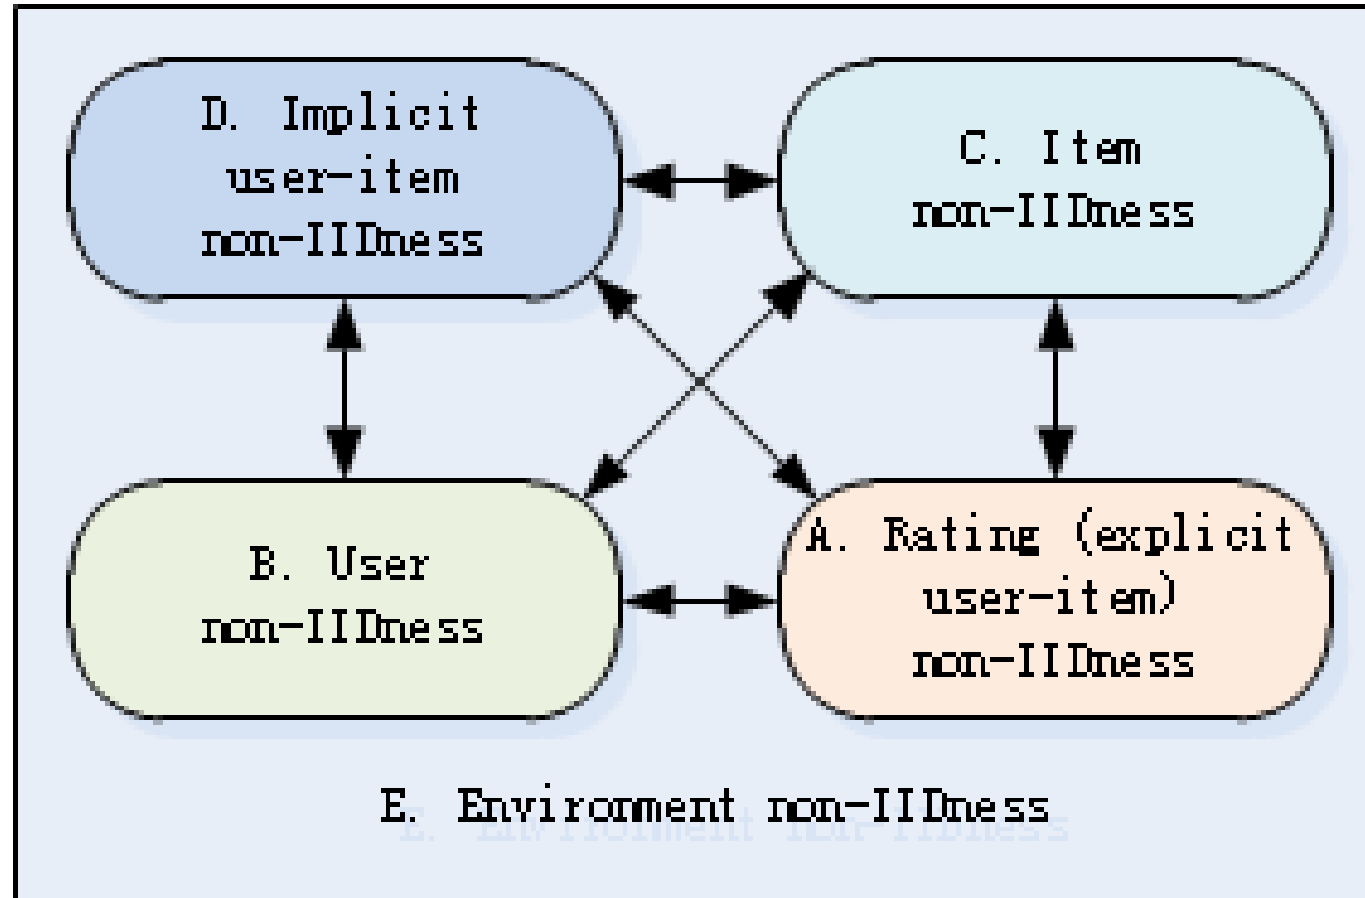 D. Implicit
user-item
non-IIDness
C. Item
non-IIDness
B. User
non-IIDness
A. Rating (explicit
user-item)
non-IIDness
E. Environment non-IIDness